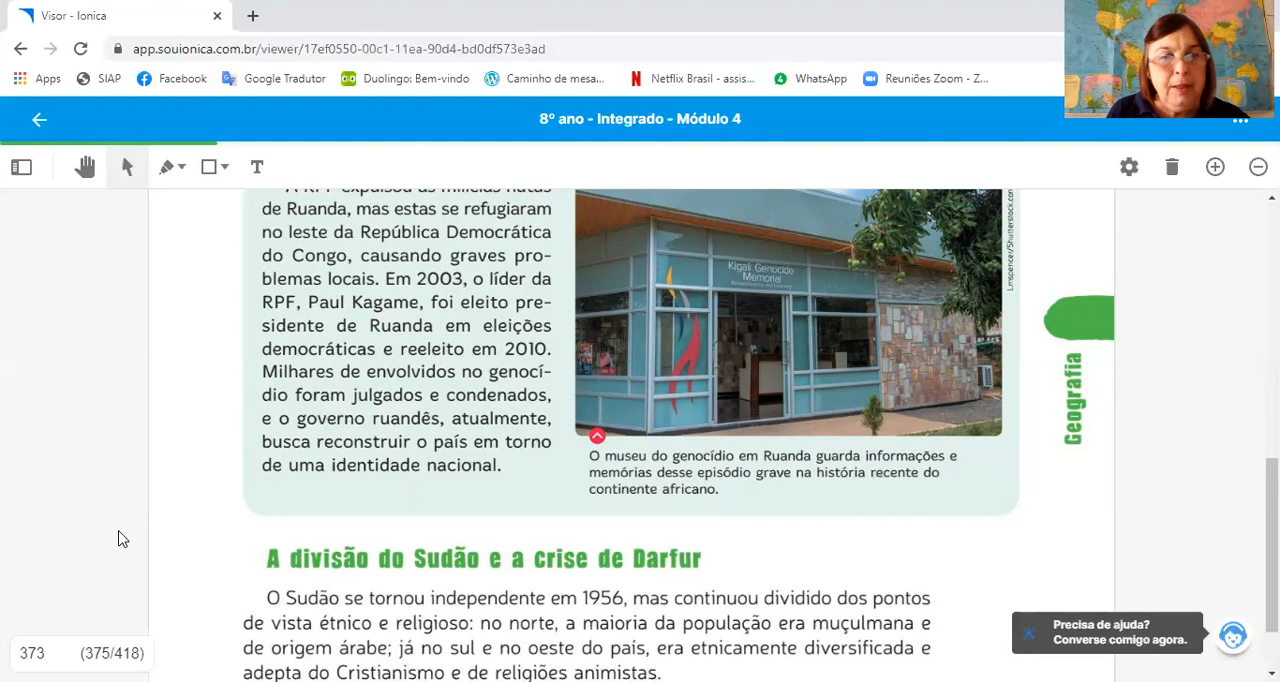 Visor - Ionica
app.souionica.com.br/viewer/17ef0550-00c1-11ea-90d4-bd0df573e3ad
Apps SIAP Facebook Google Tradutor Duolingo: Bem-vindo Caminho de mesa... Netflix Brasil - assis... WhatsApp Reuniões Zoom - Z...
8º ano - Integrado - Módulo 4
T
A RPF expulsou as milícias hutus
de Ruanda, mas estas se refugiaram
no leste da República Democrática
do Congo, causando graves pro-
blemas locais. Em 2003, o líder da
RPF, Paul Kagame, foi eleito pre-
sidente de Ruanda em eleições
democráticas e reeleito em 2010.
Milhares de envolvidos no genocí-
dio foram julgados e condenados,
e o governo ruandês, atualmente,
busca reconstruir o país em torno
de uma identidade nacional.
Kigali Genocide
Memorial
Lmspencer/Shutterstock.com
O museu do genocídio em Ruanda guarda informações e
memórias desse episódio grave na história recente do
continente africano.
Geografia
A divisão do Sudão e a crise de Darfur
O Sudão se tornou independente em 1956, mas continuou dividido dos pontos
de vista étnico e religioso: no norte, a maioria da população era muçulmana e
de origem árabe; já no sul e no oeste do país, era etnicamente diversificada e
adepta do Cristianismo e de religiões animistas.
Precisa de ajuda?
Converse comigo agora.
373 (375/418)